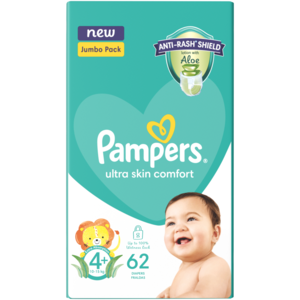 new
Jumbo Pack
ANTI-RASH SHIELD
Aloe
Pampers
ultra skin comfort
4+
62